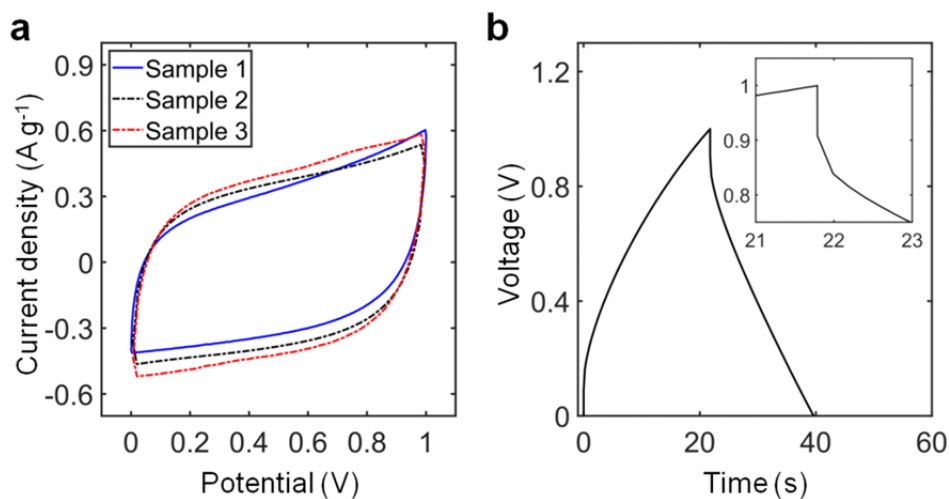 a
Current density (A g⁻¹)
0.9
0.6
0.3
0
-0.3
-0.6
Sample 1
Sample 2
Sample 3
0 0.2 0.4 0.6 0.8 1
Potential (V)
b
Voltage (V)
1.2
0.8
0.4
0
1
0.9
0.8
21 22 23
0 20 40 60
Time (s)